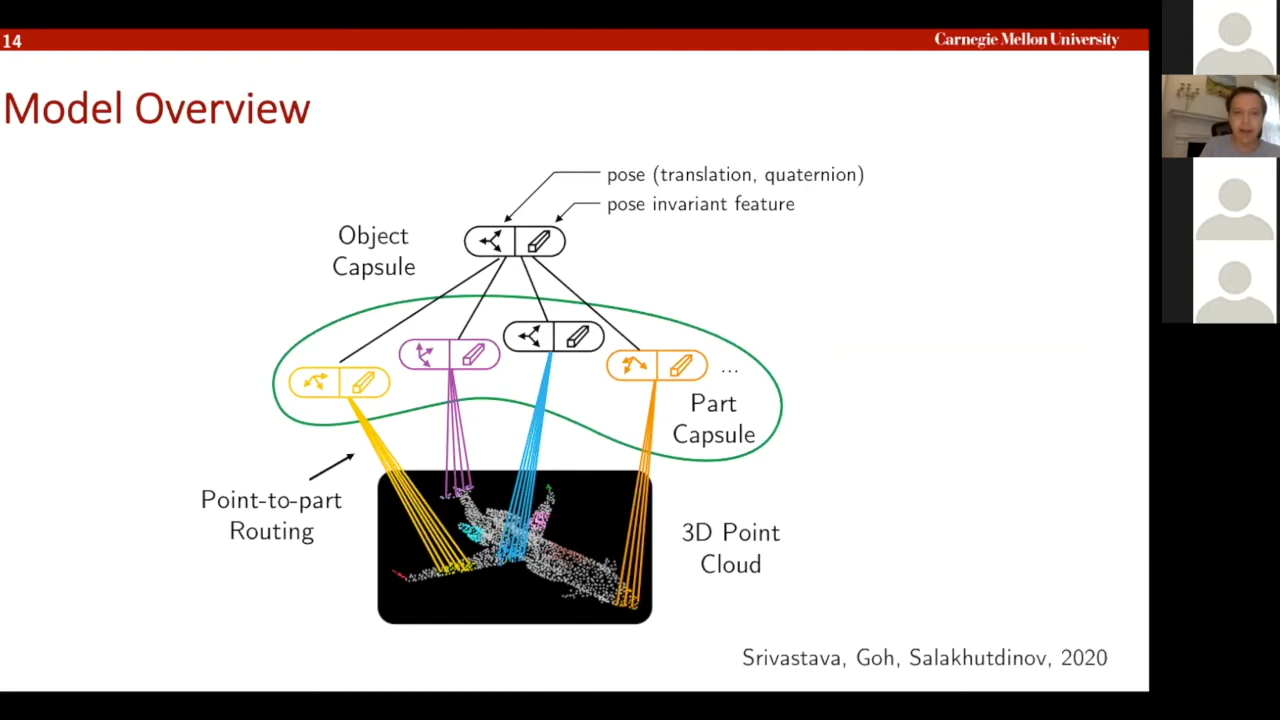 14
Carnegie Mellon University
Model Overview
pose (translation, quaternion)
pose invariant feature
Object
Capsule
...
Part
Capsule
Point-to-part
Routing
3D Point
Cloud
Srivastava, Goh, Salakhutdinov, 2020